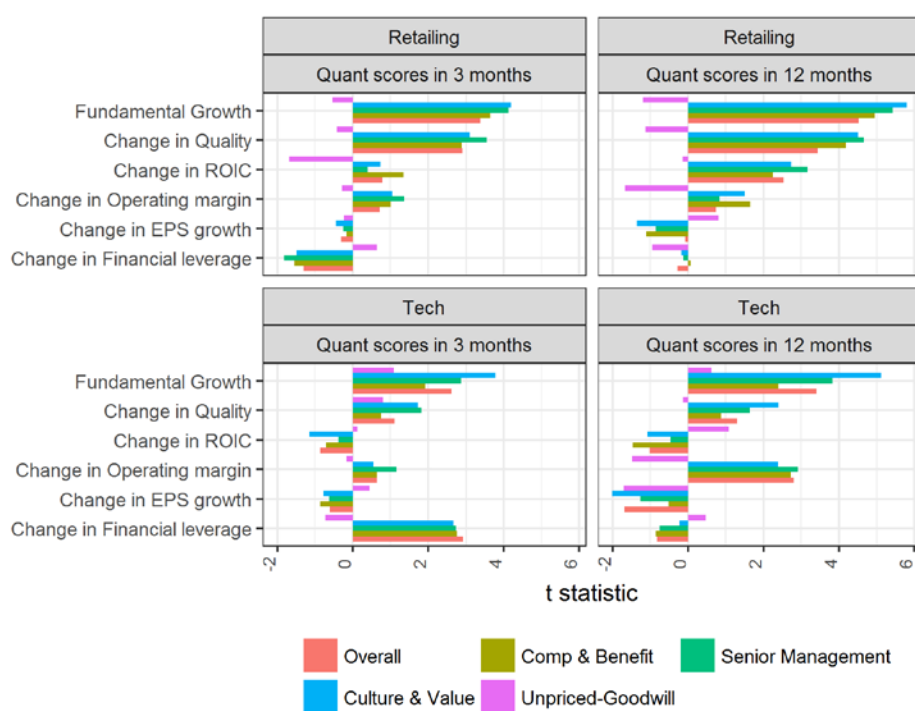 Retailing
Retailing
Quant scores in 3 months
Quant scores in 12 months
Fundamental Growth
Change in Quality
Change in ROIC
Change in Operating margin
Change in EPS growth
Change in Financial leverage
Tech
Tech
Quant scores in 3 months
Quant scores in 12 months
Fundamental Growth
Change in Quality
Change in ROIC
Change in Operating margin
Change in EPS growth
Change in Financial leverage
-2 0 2 4 6 -2 0 2 4 6
t statistic
Overall Comp & Benefit Senior Management
Culture & Value Unpriced-Goodwill